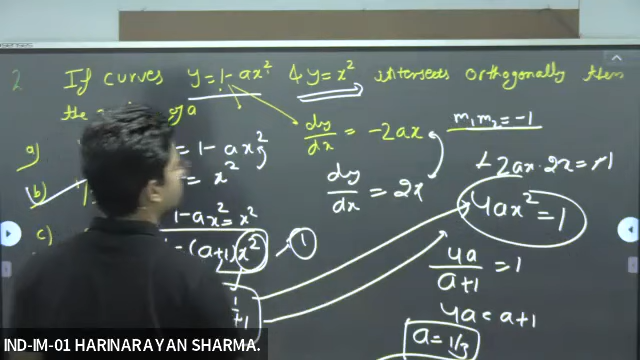 2 If curves y = 1 - ax² & y = x² intersects orthogonally then
the of a
dy/dx = -2ax
m₁m₂ = -1
a) = 1 - ax²
= x²
dy/dx = 2x
+2ax·2x = +1
b)
4ax² = 1
c) 1 - ax² = x²
(a+1)x² 1
4a/(a+1) = 1
4a = a+1
a = 1/3
IND-IM-01 HARINARAYAN SHARMA.